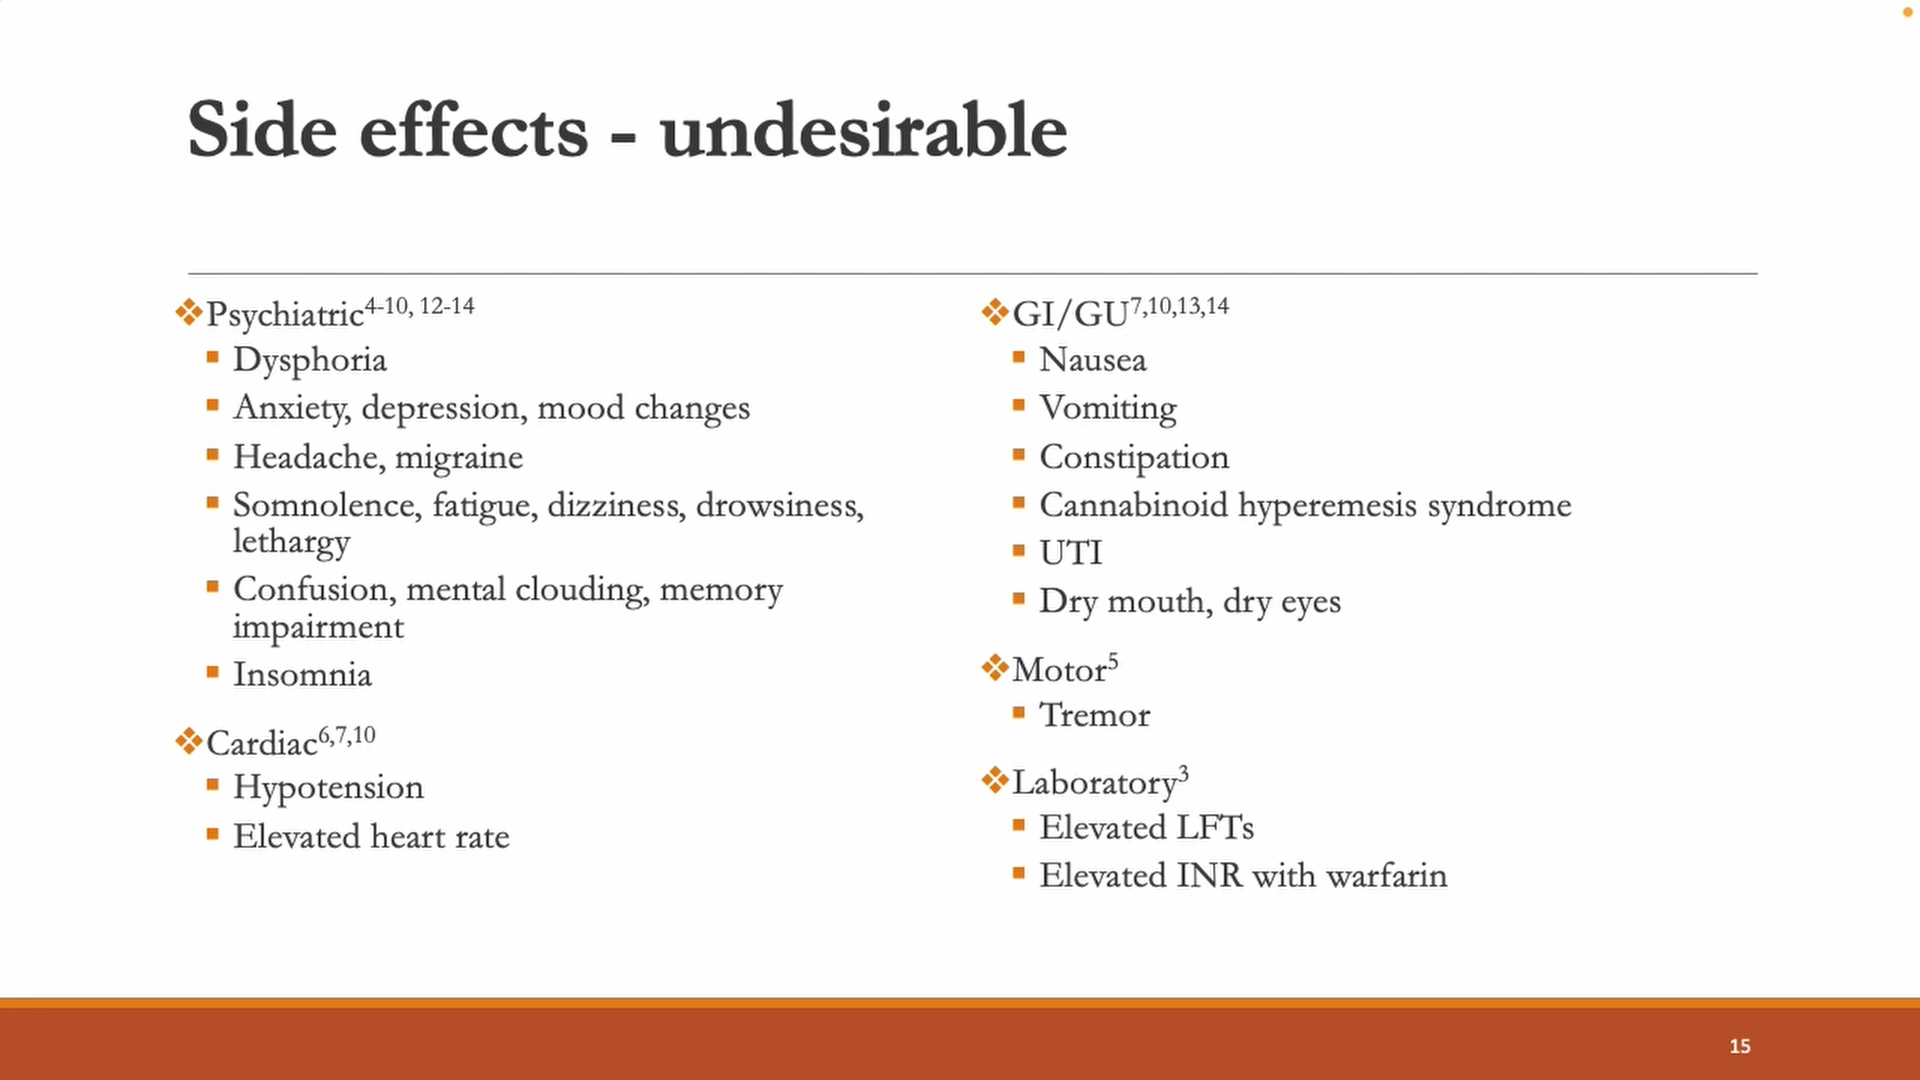 Side effects - undesirable
Psychiatric4-10, 12-14
Dysphoria
Anxiety, depression, mood changes
Headache, migraine
Somnolence, fatigue, dizziness, drowsiness,
lethargy
Confusion, mental clouding, memory
impairment
Insomnia
Cardiac6,7,10
Hypotension
Elevated heart rate
GI/GU7,10,13,14
Nausea
Vomiting
Constipation
Cannabinoid hyperemesis syndrome
UTI
Dry mouth, dry eyes
Motor5
Tremor
Laboratory3
Elevated LFTs
Elevated INR with warfarin
15